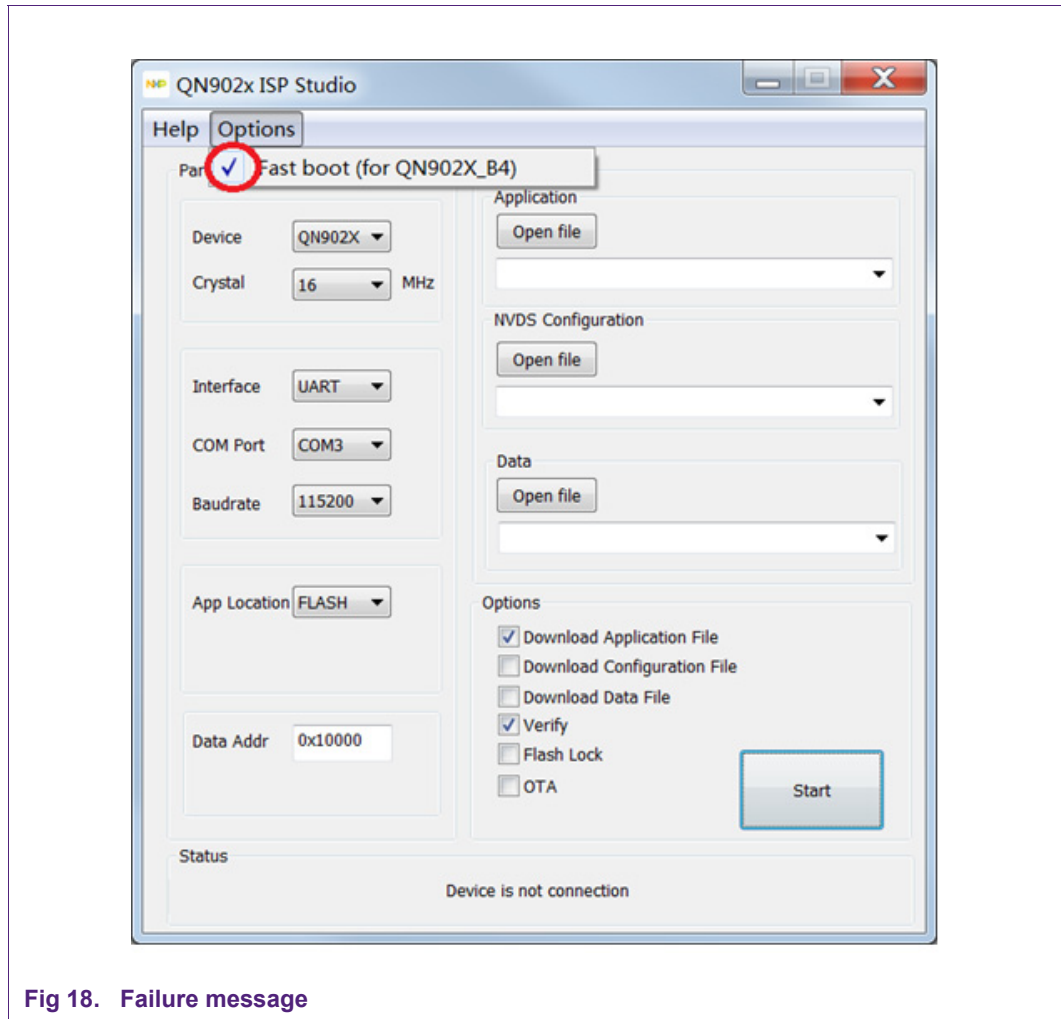 NXP QN902x ISP Studio
Help Options
Fast boot (for QN902X_B4)
Par
Device QN902X
Crystal 16 MHz
Interface UART
COM Port COM3
Baudrate 115200
App Location FLASH
Data Addr 0x10000
Application
Open file
NVDS Configuration
Open file
Data
Open file
Options
Download Application File
Download Configuration File
Download Data File
Verify
Flash Lock
OTA
Start
Status
Device is not connection
Fig 18. Failure message